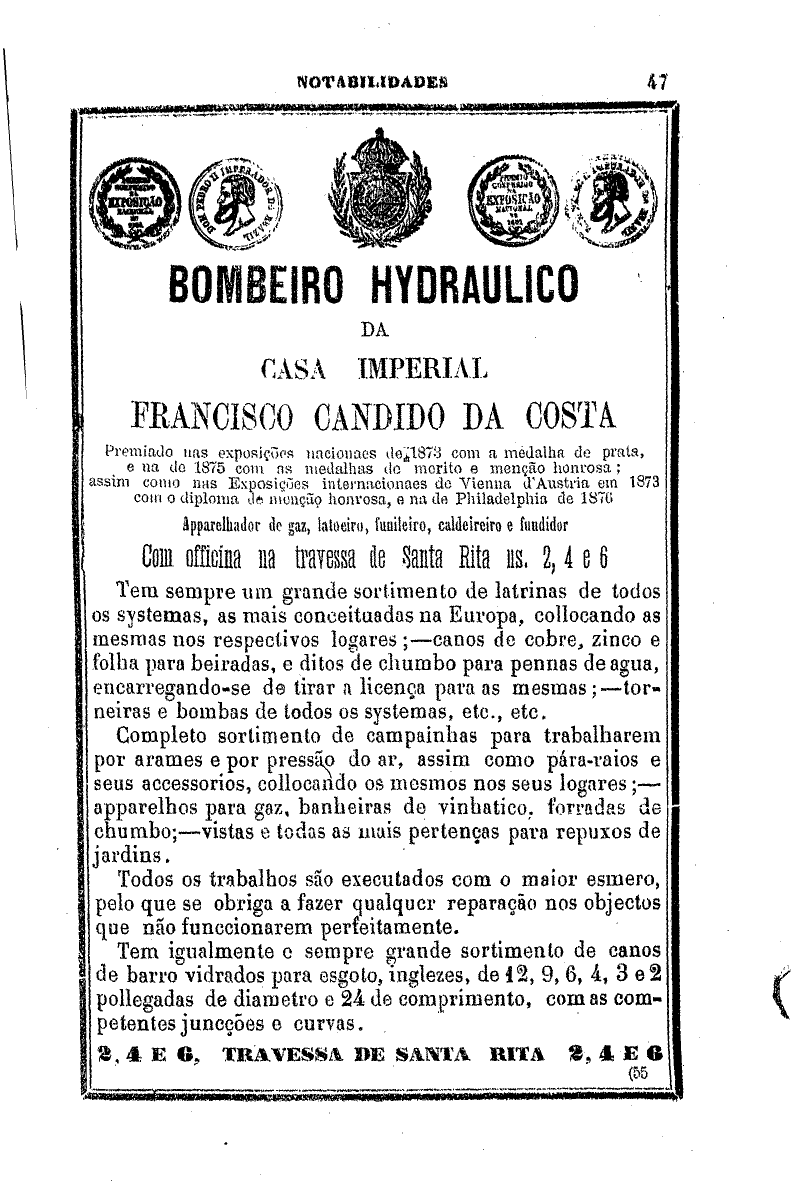 NOTABILIDADES 47
EXPOSIÇÃO
DON PEDRO II IMPERADOR DO BRAZIL
EXPOSIÇÃO
NACIONAL
BOMBEIRO HYDRAULICO
DA
CASA IMPERIAL
FRANCISCO CANDIDO DA COSTA
Premiado nas exposições nacionaes de 1873 com a medalha de prata,
e na de 1875 com as medalhas de merito e menção honrosa;
assim como nas Exposições internacionaes de Vienna d'Austria em 1873
com o diploma de menção honrosa, e na de Philadelphia de 1876
Apparelhador de gaz, latoeiro, funileiro, caldeireiro e fundidor
Com officina na travessa de Santa Rita ns. 2, 4 e 6
Tem sempre um grande sortimento de latrinas de todos
os systemas, as mais conceituadas na Europa, collocando as
mesmas nos respectivos logares;—canos de cobre, zinco e
folha para beiradas, e ditos de chumbo para pennas de agua,
encarregando-se de tirar a licença para as mesmas;—tor-
neiras e bombas de todos os systemas, etc., etc.
Completo sortimento de campainhas para trabalharem
por arames e por pressão do ar, assim como pára-raios e
seus accessorios, collocando os mesmos nos seus logares;—
apparelhos para gaz, banheiras de vinhatico, forradas de
chumbo;—vistas e todas as mais pertenças para repuxos de
jardins.
Todos os trabalhos são executados com o maior esmero,
pelo que se obriga a fazer qualquer reparação nos objectos
que não funccionarem perfeitamente.
Tem igualmente e sempre grande sortimento de canos
de barro vidrados para esgoto, inglezes, de 12, 9, 6, 4, 3 e 2
pollegadas de diametro e 24 de comprimento, com as com-
petentes juncções e curvas.
2, 4 E 6, TRAVESSA DE SANTA RITA 2, 4 E 6
(55